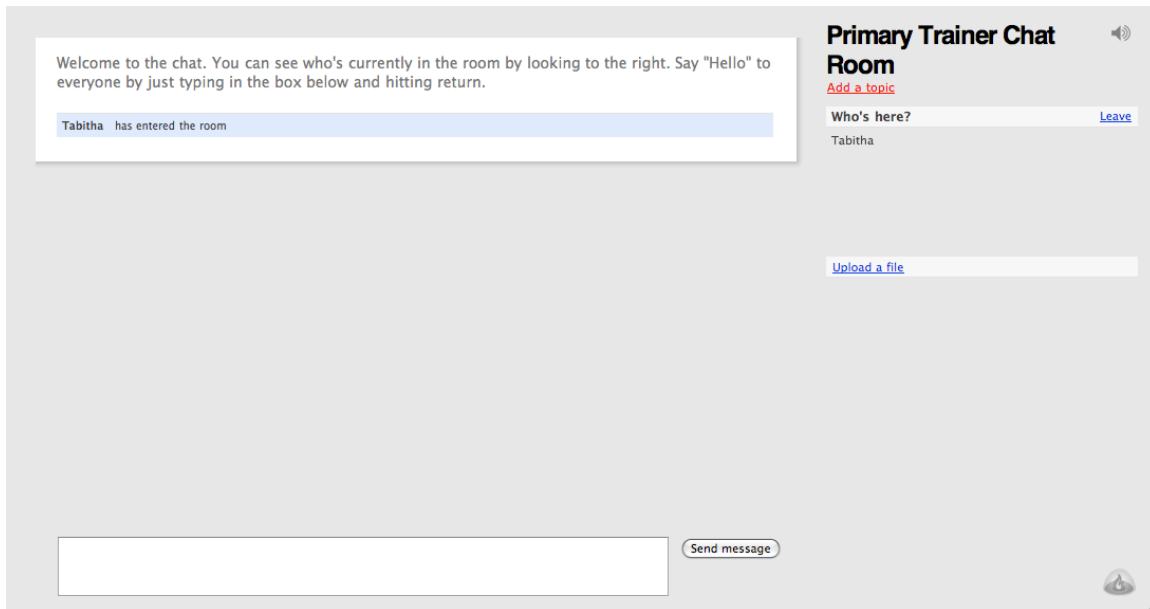 Welcome to the chat. You can see who's currently in the room by looking to the right. Say "Hello" to
everyone by just typing in the box below and hitting return.
Tabitha has entered the room
Send message
Primary Trainer Chat
Room
Add a topic
Who's here? Leave
Tabitha
Upload a file